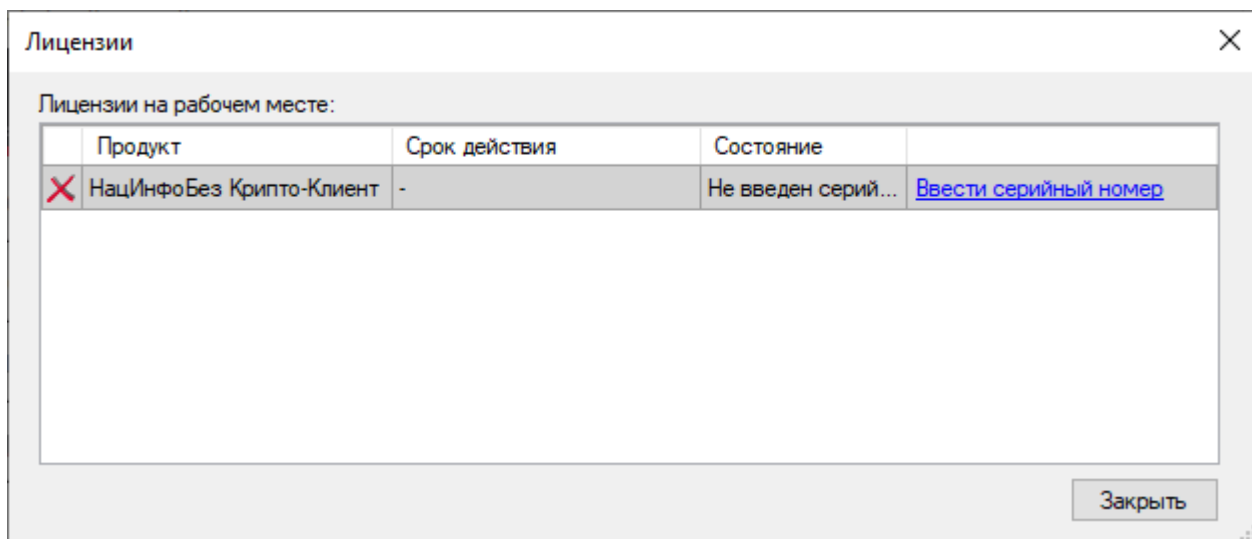 Лицензии
Лицензии на рабочем месте:
Продукт Срок действия Состояние
НацИнфоБез Крипто-Клиент - Не введен серий... Ввести серийный номер
Закрыть